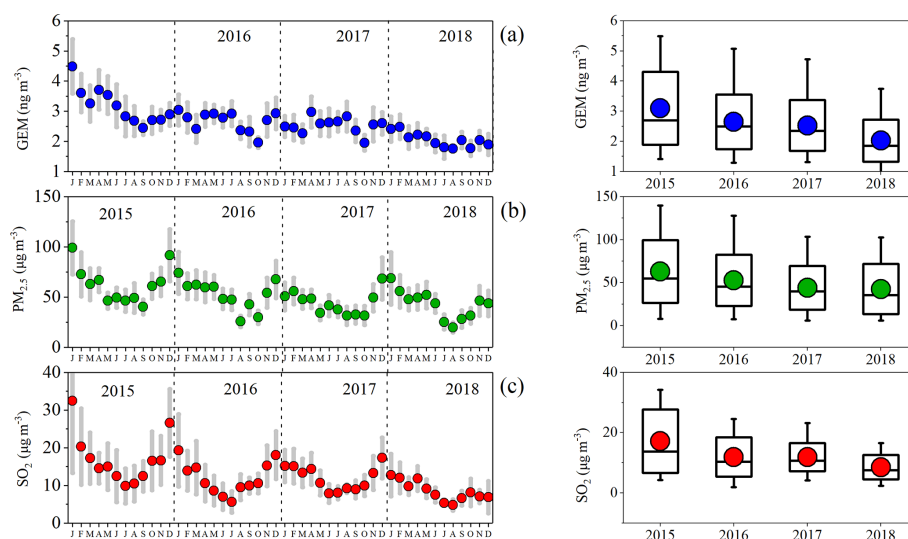 6
5
4
3
2
1
GEM (ng m⁻³)
2016
2017
2018
(a)
J F M A M J J A S O N D J F M A M J J A S O N D J F M A M J J A S O N D J F M A M J J A S O N D
6
5
4
3
2
1
GEM (ng m⁻³)
2015 2016 2017 2018
150
100
50
0
PM₂.₅ (µg m⁻³)
2015
2016
2017
2018
(b)
J F M A M J J A S O N D J F M A M J J A S O N D J F M A M J J A S O N D J F M A M J J A S O N D
150
100
50
0
PM₂.₅ (µg m⁻³)
2015 2016 2017 2018
40
30
20
10
0
SO₂ (µg m⁻³)
2015
2016
2017
2018
(c)
J F M A M J J A S O N D J F M A M J J A S O N D J F M A M J J A S O N D J F M A M J J A S O N D
40
20
0
SO₂ (µg m⁻³)
2015 2016 2017 2018